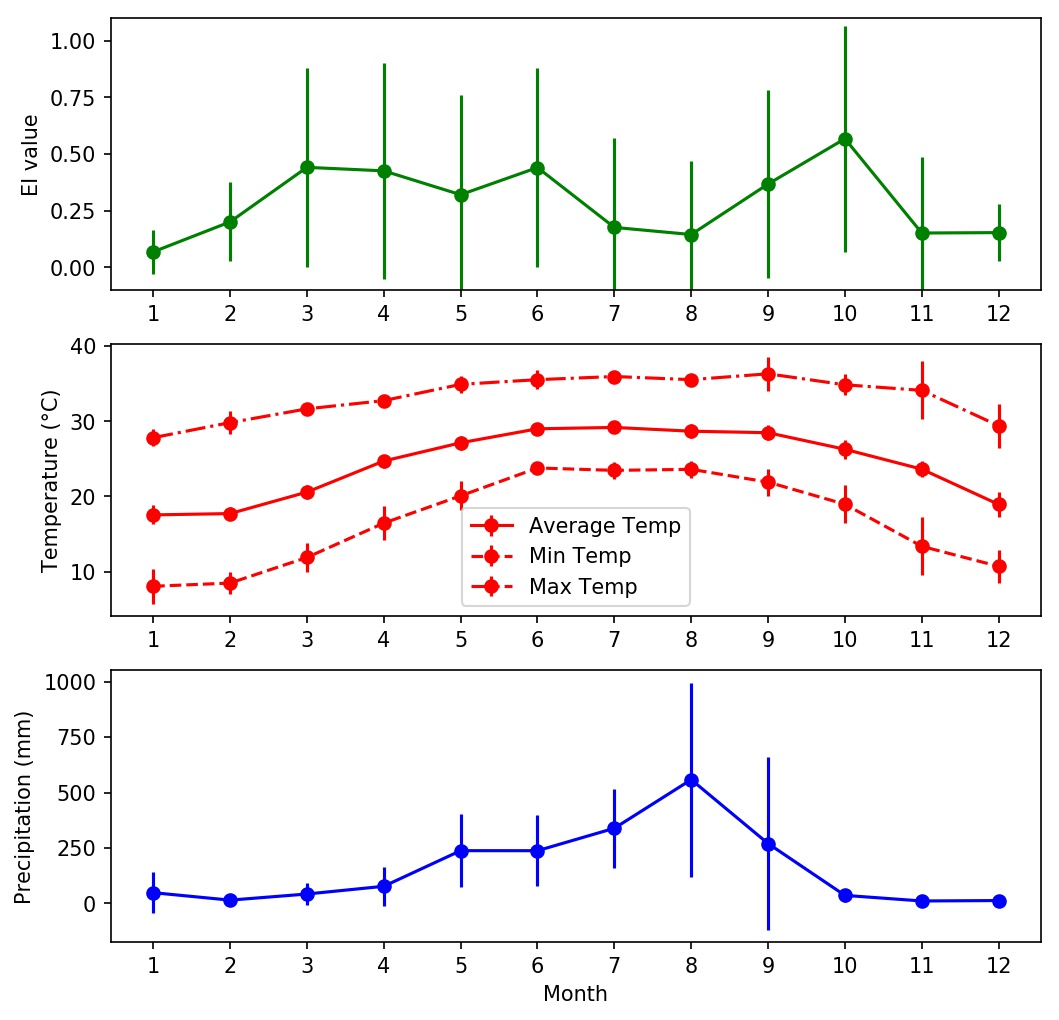 EI value
1.00
0.75
0.50
0.25
0.00
1 2 3 4 5 6 7 8 9 10 11 12
Temperature (°C)
40
30
20
10
Average Temp
Min Temp
Max Temp
1 2 3 4 5 6 7 8 9 10 11 12
Precipitation (mm)
1000
750
500
250
0
1 2 3 4 5 6 7 8 9 10 11 12
Month